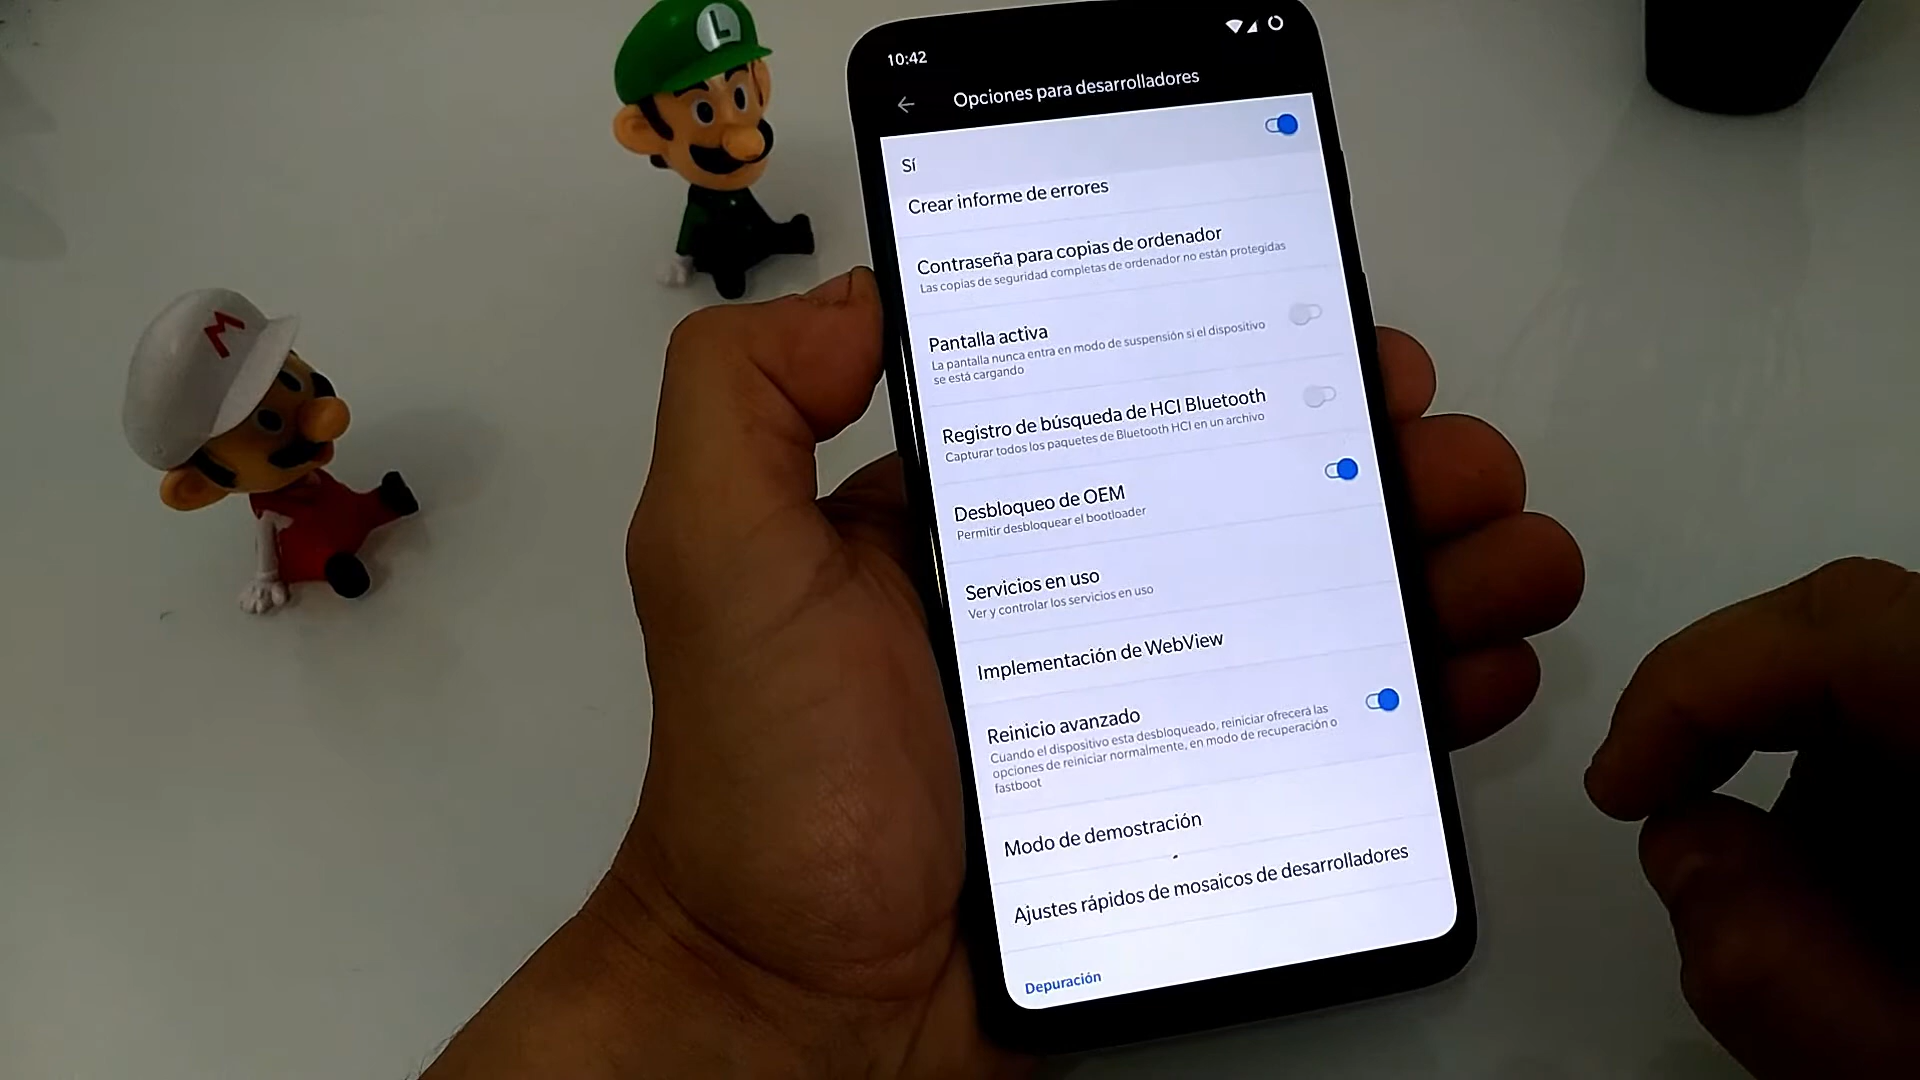 L
M
10:42
Opciones para desarrolladores
Sí
Crear informe de errores
Contraseña para copias de ordenador
Las copias de seguridad completas de ordenador no están protegidas
Pantalla activa
La pantalla nunca entra en modo de suspensión si el dispositivo
se está cargando
Registro de búsqueda de HCI Bluetooth
Capturar todos los paquetes de Bluetooth HCI en un archivo
Desbloqueo de OEM
Permitir desbloquear el bootloader
Servicios en uso
Ver y controlar los servicios en uso
Implementación de WebView
Reinicio avanzado
Cuando el dispositivo esta desbloqueado, reiniciar ofrecerá las
opciones de reiniciar normalmente, en modo de recuperación o
fastboot
Modo de demostración
Ajustes rápidos de mosaicos de desarrolladores
Depuración